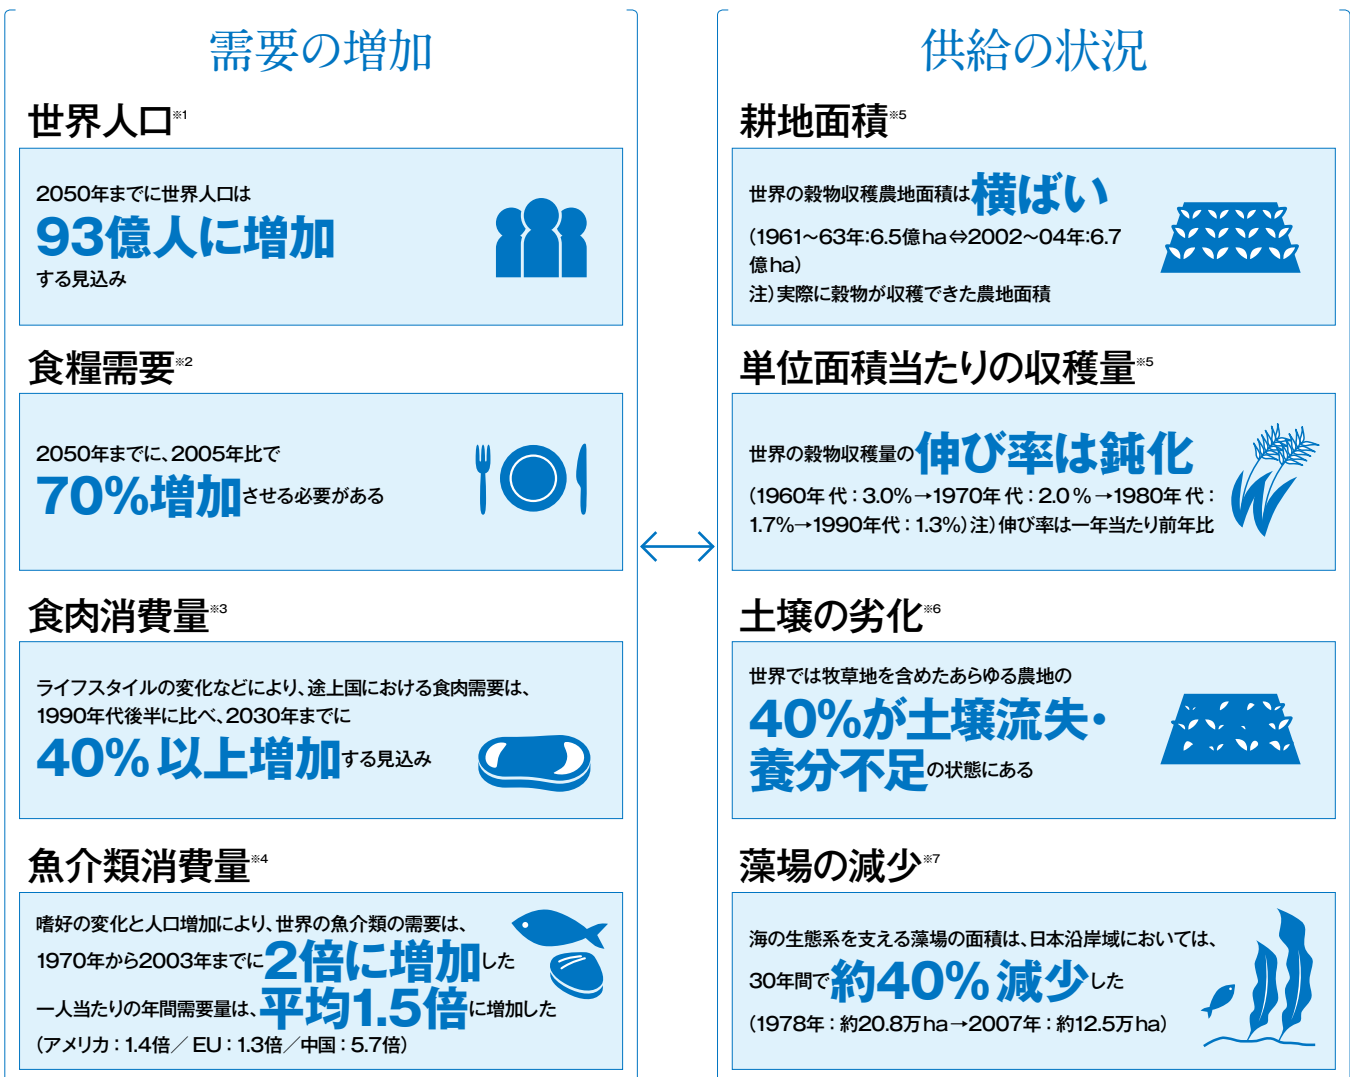 需要の増加
世界人口※1
2050年までに世界人口は
93億人に増加
する見込み
食糧需要※2
2050年までに、2005年比で
70%増加させる必要がある
食肉消費量※3
ライフスタイルの変化などにより、途上国における食肉需要は、
1990年代後半に比べ、2030年までに
40%以上増加する見込み
魚介類消費量※4
嗜好の変化と人口増加により、世界の魚介類の需要は、
1970年から2003年までに2倍に増加した
一人当たりの年間需要量は、平均1.5倍に増加した
(アメリカ:1.4倍/EU:1.3倍/中国:5.7倍)
供給の状況
耕地面積※5
世界の穀物収穫農地面積は横ばい
(1961〜63年:6.5億ha⇔2002〜04年:6.7
億ha)
注)実際に穀物が収穫できた農地面積
単位面積当たりの収穫量※5
世界の穀物収穫量の伸び率は鈍化
(1960年代:3.0%→1970年代:2.0%→1980年代:
1.7%→1990年代:1.3%)注)伸び率は一年当たり前年比
土壌の劣化※6
世界では牧草地を含めたあらゆる農地の
40%が土壌流失・
養分不足の状態にある
藻場の減少※7
海の生態系を支える藻場の面積は、日本沿岸域においては、
30年間で約40%減少した
(1978年:約20.8万ha→2007年:約12.5万ha)